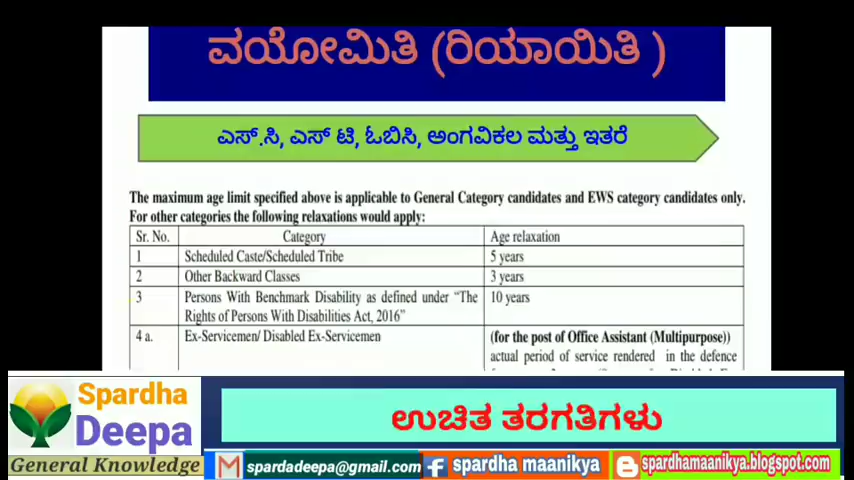 ವಯೋಮಿತಿ (ರಿಯಾಯಿತಿ )
ಎಸ್.ಸಿ, ಎಸ್ ಟಿ, ಓಬಿಸಿ, ಅಂಗವಿಕಲ ಮತ್ತು ಇತರೆ
The maximum age limit specified above is applicable to General Category candidates and EWS category candidates only.
For other categories the following relaxations would apply:
Sr. No. Category Age relaxation
1 Scheduled Caste/Scheduled Tribe 5 years
2 Other Backward Classes 3 years
3 Persons With Benchmark Disability as defined under “The 10 years
Rights of Persons With Disabilities Act, 2016”
4 a. Ex-Servicemen/ Disabled Ex-Servicemen (for the post of Office Assistant (Multipurpose))
actual period of service rendered in the defence
Spardha
Deepa
General Knowledge
ಉಚಿತ ತರಗತಿಗಳು
spardadeepa@gmail.com spardha maanikya spardhamaanikya.blogspot.com